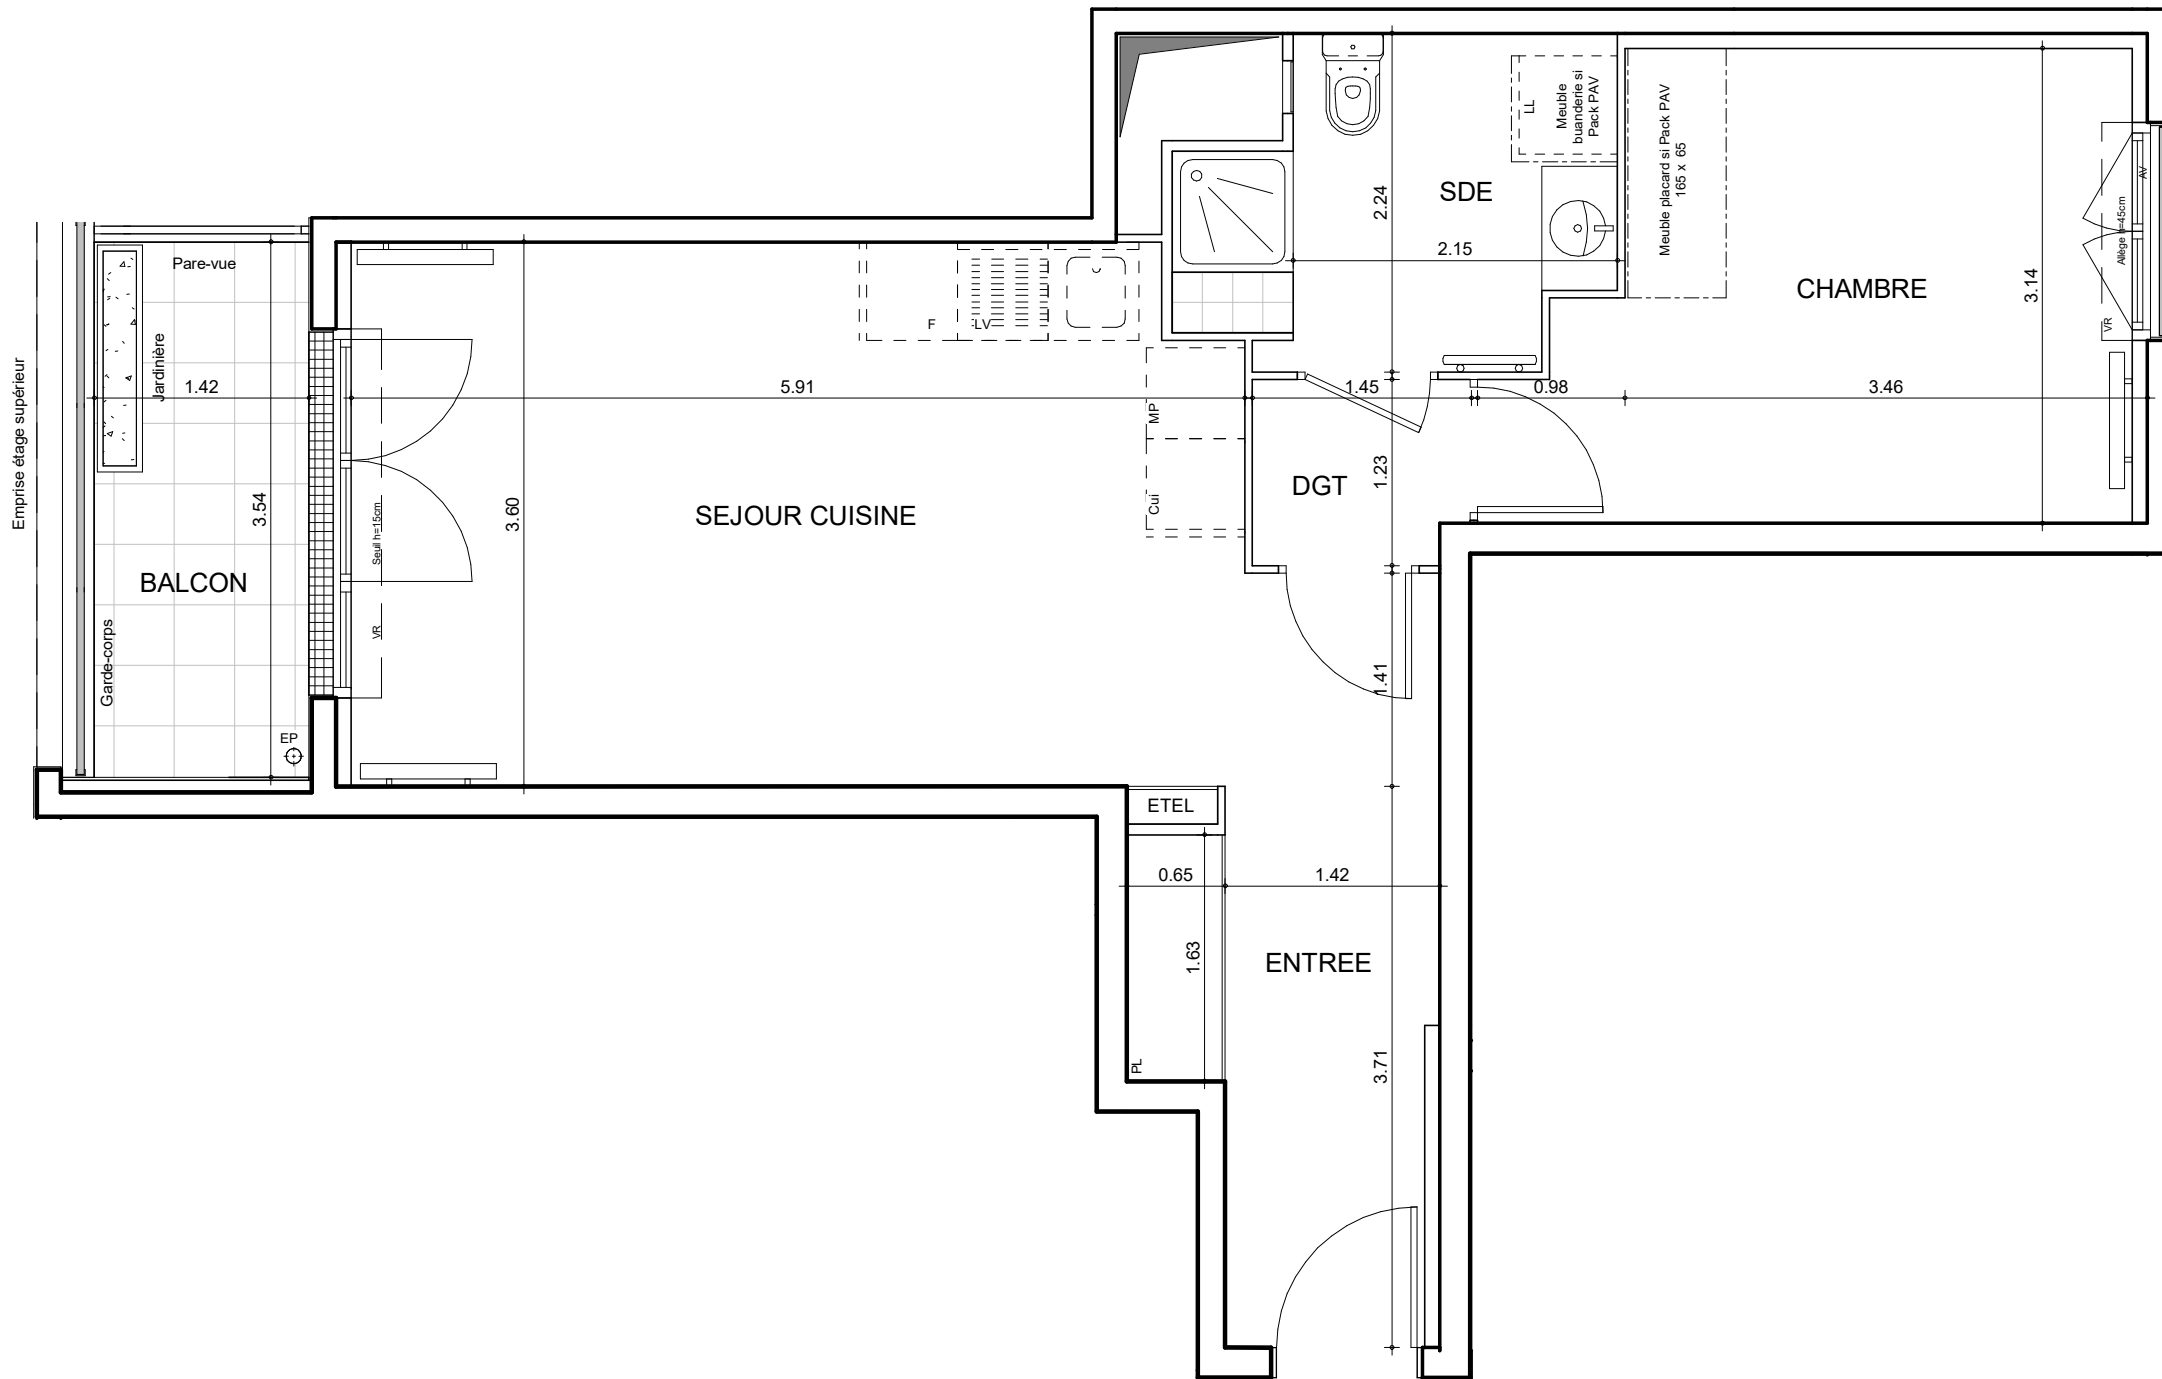 LL
Meuble
buanderie si
Pack PAV
Meuble placard si Pack PAV
165 x 65
SDE
2.24
2.15
CHAMBRE
3.14
AV
Allège h=45cm
VR
Pare-vue
Jardinière
Emprise étage supérieur
F
LV
1.42
5.91
MP
1.45
0.98
3.46
Cui
DGT
1.23
3.54
3.60
SEJOUR CUISINE
Seuil h=15cm
BALCON
VR
Garde-corps
1.41
EP
ETEL
0.65
1.42
1.63
ENTREE
PL
3.71